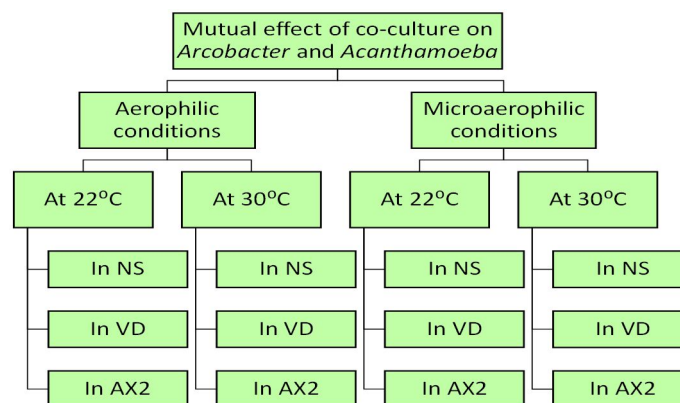 Mutual effect of co-culture on
Arcobacter and Acanthamoeba
Aerophilic
conditions
Microaerophilic
conditions
At 22°C
At 30°C
At 22°C
At 30°C
In NS
In NS
In NS
In NS
In VD
In VD
In VD
In VD
In AX2
In AX2
In AX2
In AX2